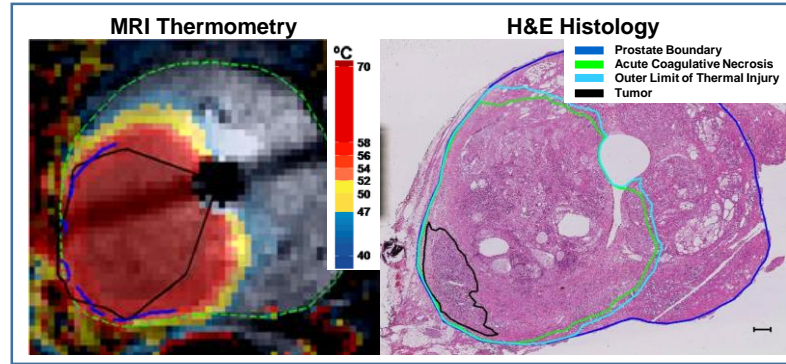 MRI Thermometry
H&E Histology
ºC
70
58
56
54
52
50
47
40
Prostate Boundary
Acute Coagulative Necrosis
Outer Limit of Thermal Injury
Tumor